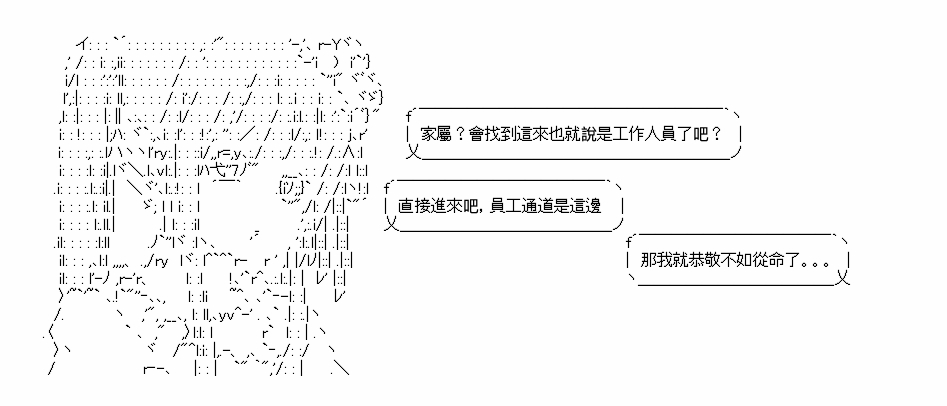 家屬？會找到這來也就說是工作人員了吧？
直接進來吧，員工通道是這邊
那我就恭敬不如從命了。。。